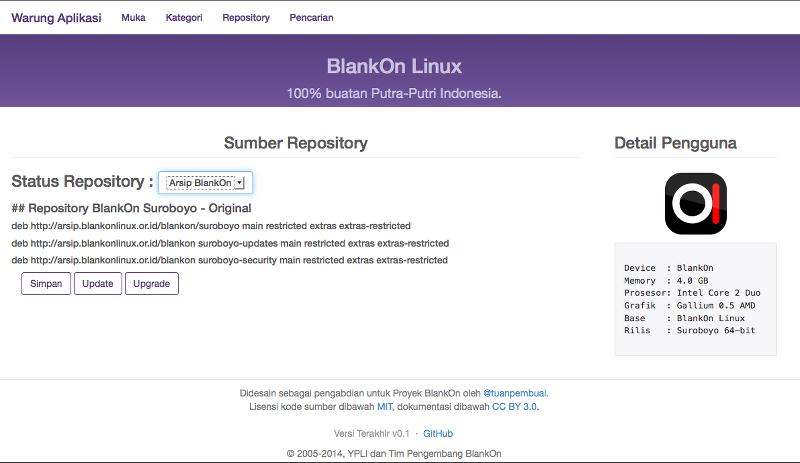 Warung Aplikasi Muka Kategori Repository Pencarian
BlankOn Linux
100% buatan Putra-Putri Indonesia.
Sumber Repository
Status Repository : Arsip BlankOn
## Repository BlankOn Suroboyo - Original
deb http://arsip.blankonlinux.or.id/blankon/suroboyo main restricted extras extras-restricted
deb http://arsip.blankonlinux.or.id/blankon suroboyo-updates main restricted extras extras-restricted
deb http://arsip.blankonlinux.or.id/blankon suroboyo-security main restricted extras extras-restricted
Simpan Update Upgrade
Detail Pengguna
Device : BlankOn
Memory : 4.0 GB
Prosesor: Intel Core 2 Duo
Grafik : Gallium 0.5 AMD
Base : BlankOn Linux
Rilis : Suroboyo 64-bit
Didesain sebagai pengabdian untuk Proyek BlankOn oleh @tuanpembual.
Lisensi kode sumber dibawah MIT, dokumentasi dibawah CC BY 3.0.
Versi Terakhir v0.1 · GitHub
© 2005-2014, YPLI dan Tim Pengembang BlankOn